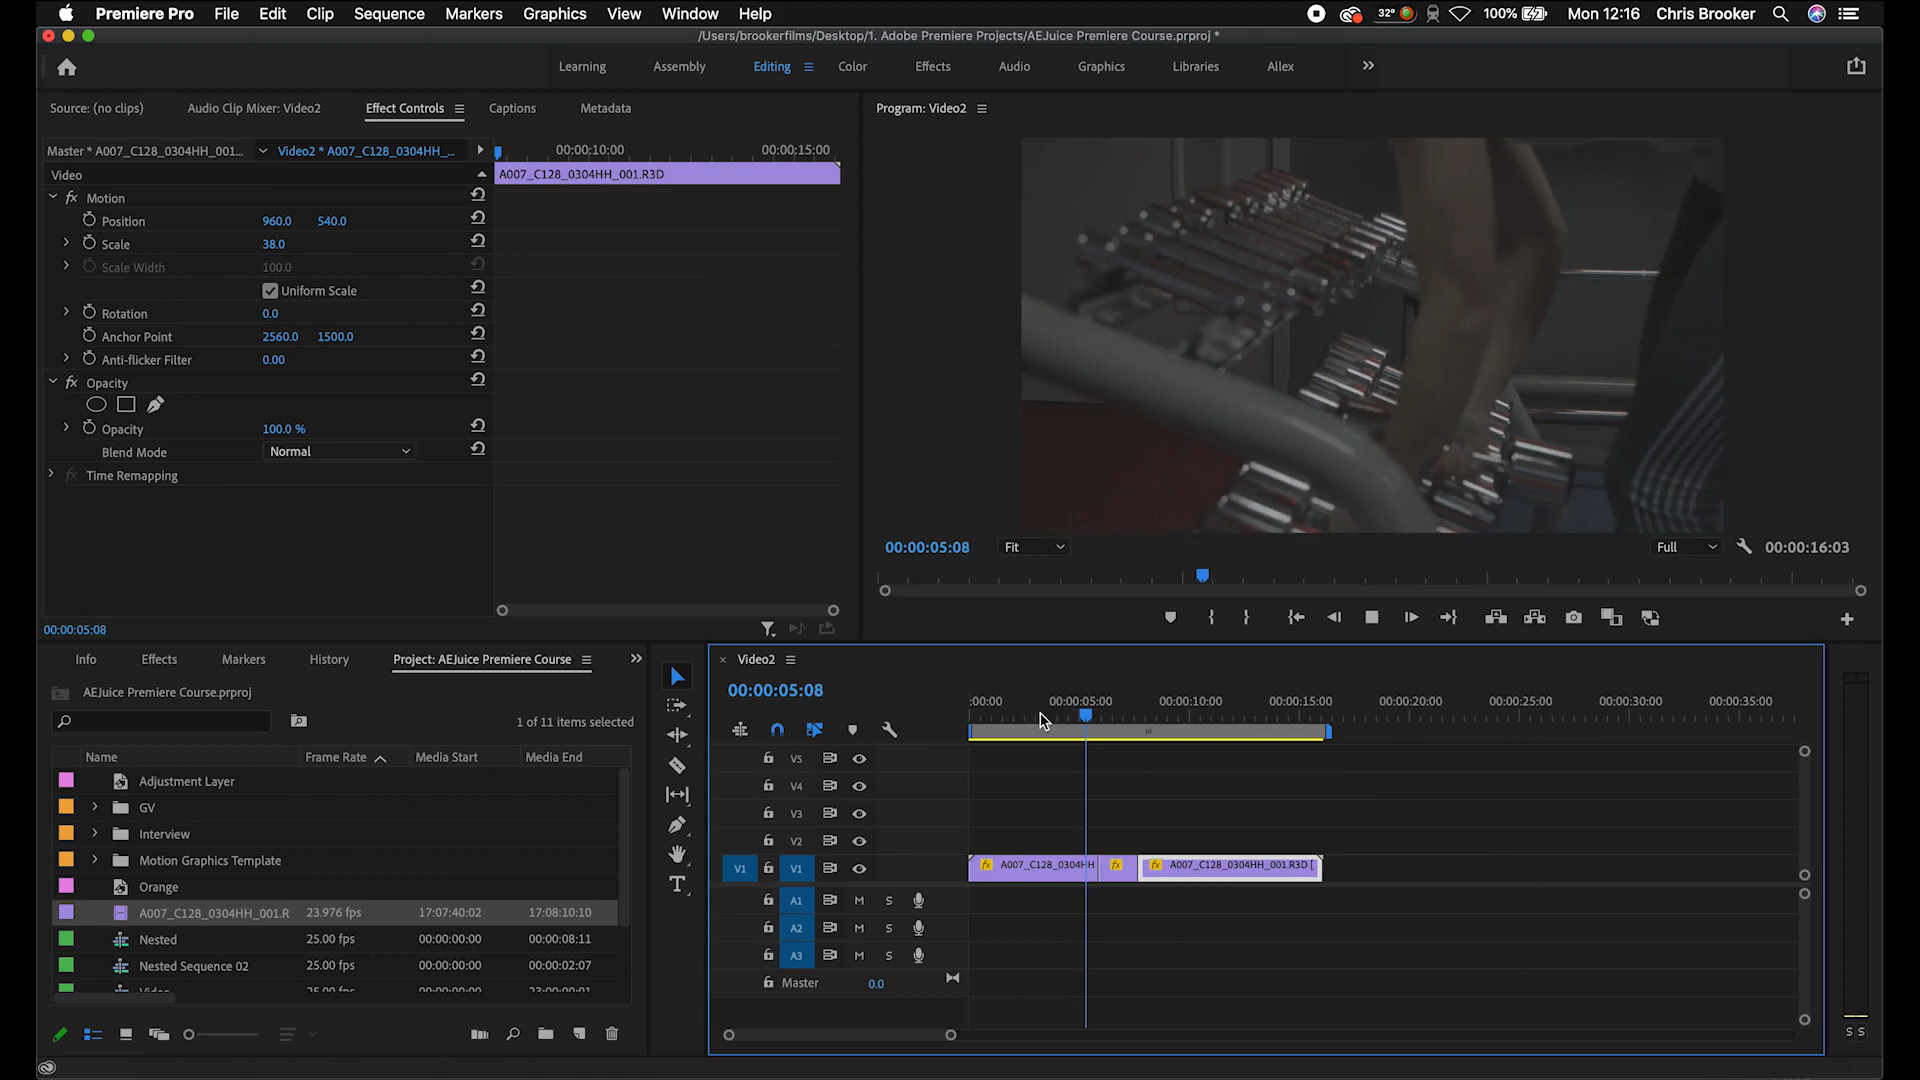 Premiere Pro File Edit Clip Sequence Markers Graphics View Window Help 32° 100% Mon 12:16 Chris Brooker
/Users/brookerfilms/Desktop/1. Adobe Premiere Projects/AEJuice Premiere Course.prproj *
Learning Assembly Editing Color Effects Audio Graphics Libraries Allex
Source: (no clips) Audio Clip Mixer: Video2 Effect Controls Captions Metadata
Program: Video2
Master * A007_C128_0304HH_001... Video2 * A007_C128_0304HH_... 00:00:10:00 00:00:15:00
Video
A007_C128_0304HH_001.R3D
fx Motion
Position 960.0 540.0
Scale 38.0
Scale Width 100.0
Uniform Scale
Rotation 0.0
Anchor Point 2560.0 1500.0
Anti-flicker Filter 0.00
fx Opacity
Opacity 100.0 %
Blend Mode Normal
fx Time Remapping
00:00:05:08
00:00:05:08 Fit Full 00:00:16:03
Info Effects Markers History Project: AEJuice Premiere Course
AEJuice Premiere Course.prproj
1 of 11 items selected
Name Frame Rate Media Start Media End
Adjustment Layer
GV
Interview
Motion Graphics Template
Orange
A007_C128_0304HH_001.R 23.976 fps 17:07:40:02 17:08:10:10
Nested 25.00 fps 00:00:00:00 00:00:08:11
Nested Sequence 02 25.00 fps 00:00:00:00 00:00:02:07
× Video2
00:00:05:08
:00:00 00:00:05:00 00:00:10:00 00:00:15:00 00:00:20:00 00:00:25:00 00:00:30:00 00:00:35:00
V5
V4
V3
V2
V1 V1 fx A007_C128_0304HH fx fx A007_C128_0304HH_001.R3D [
A1 M S
A2 M S
A3 M S
Master 0.0
S S